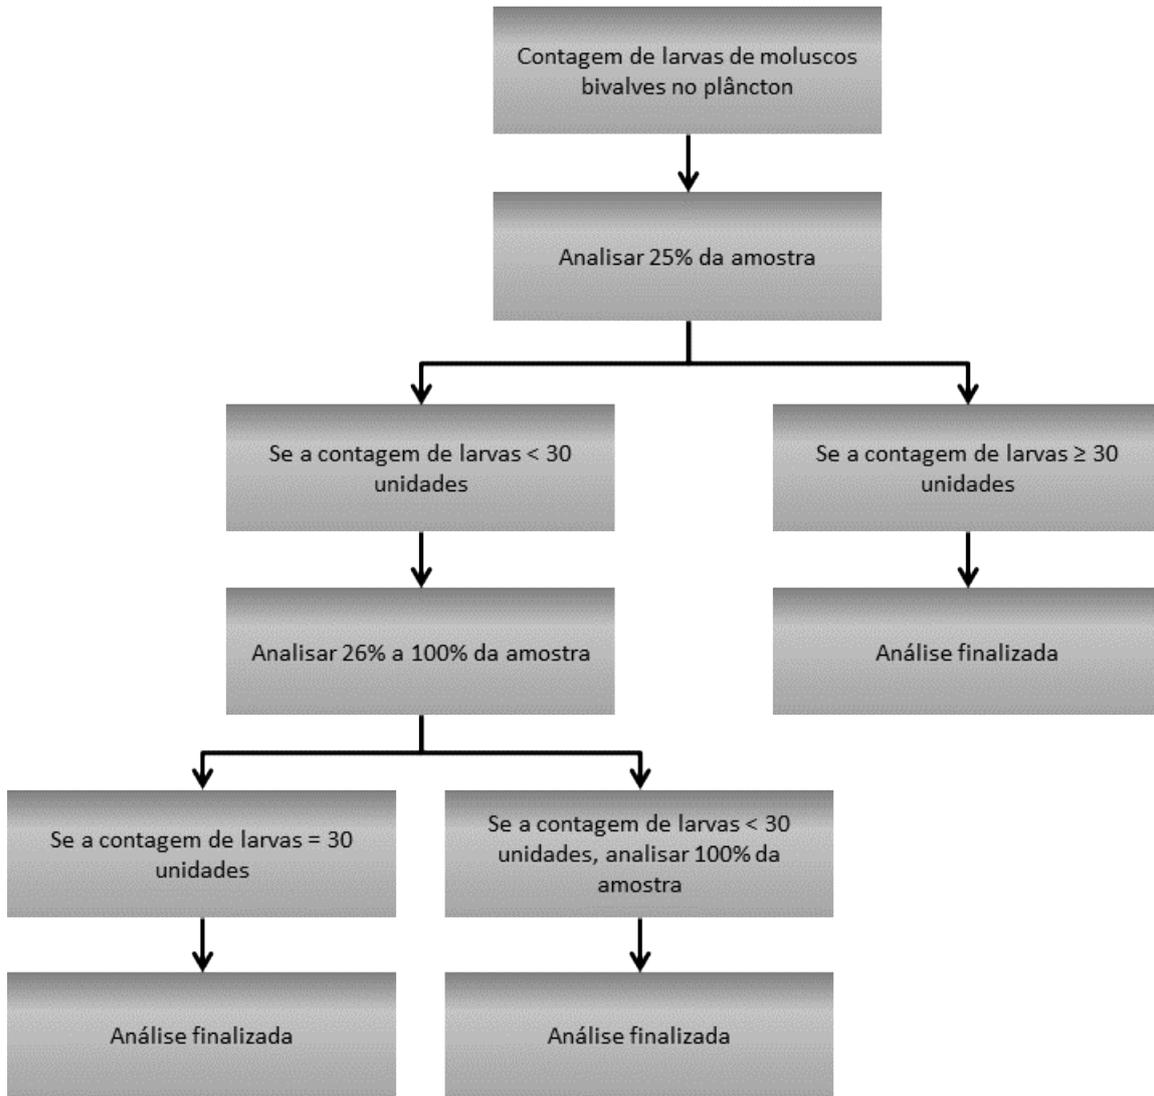 Contagem de larvas de moluscos
bivalves no plâncton
Analisar 25% da amostra
Se a contagem de larvas < 30
unidades
Se a contagem de larvas ≥ 30
unidades
Analisar 26% a 100% da amostra
Análise finalizada
Se a contagem de larvas = 30
unidades
Se a contagem de larvas < 30
unidades, analisar 100% da
amostra
Análise finalizada
Análise finalizada